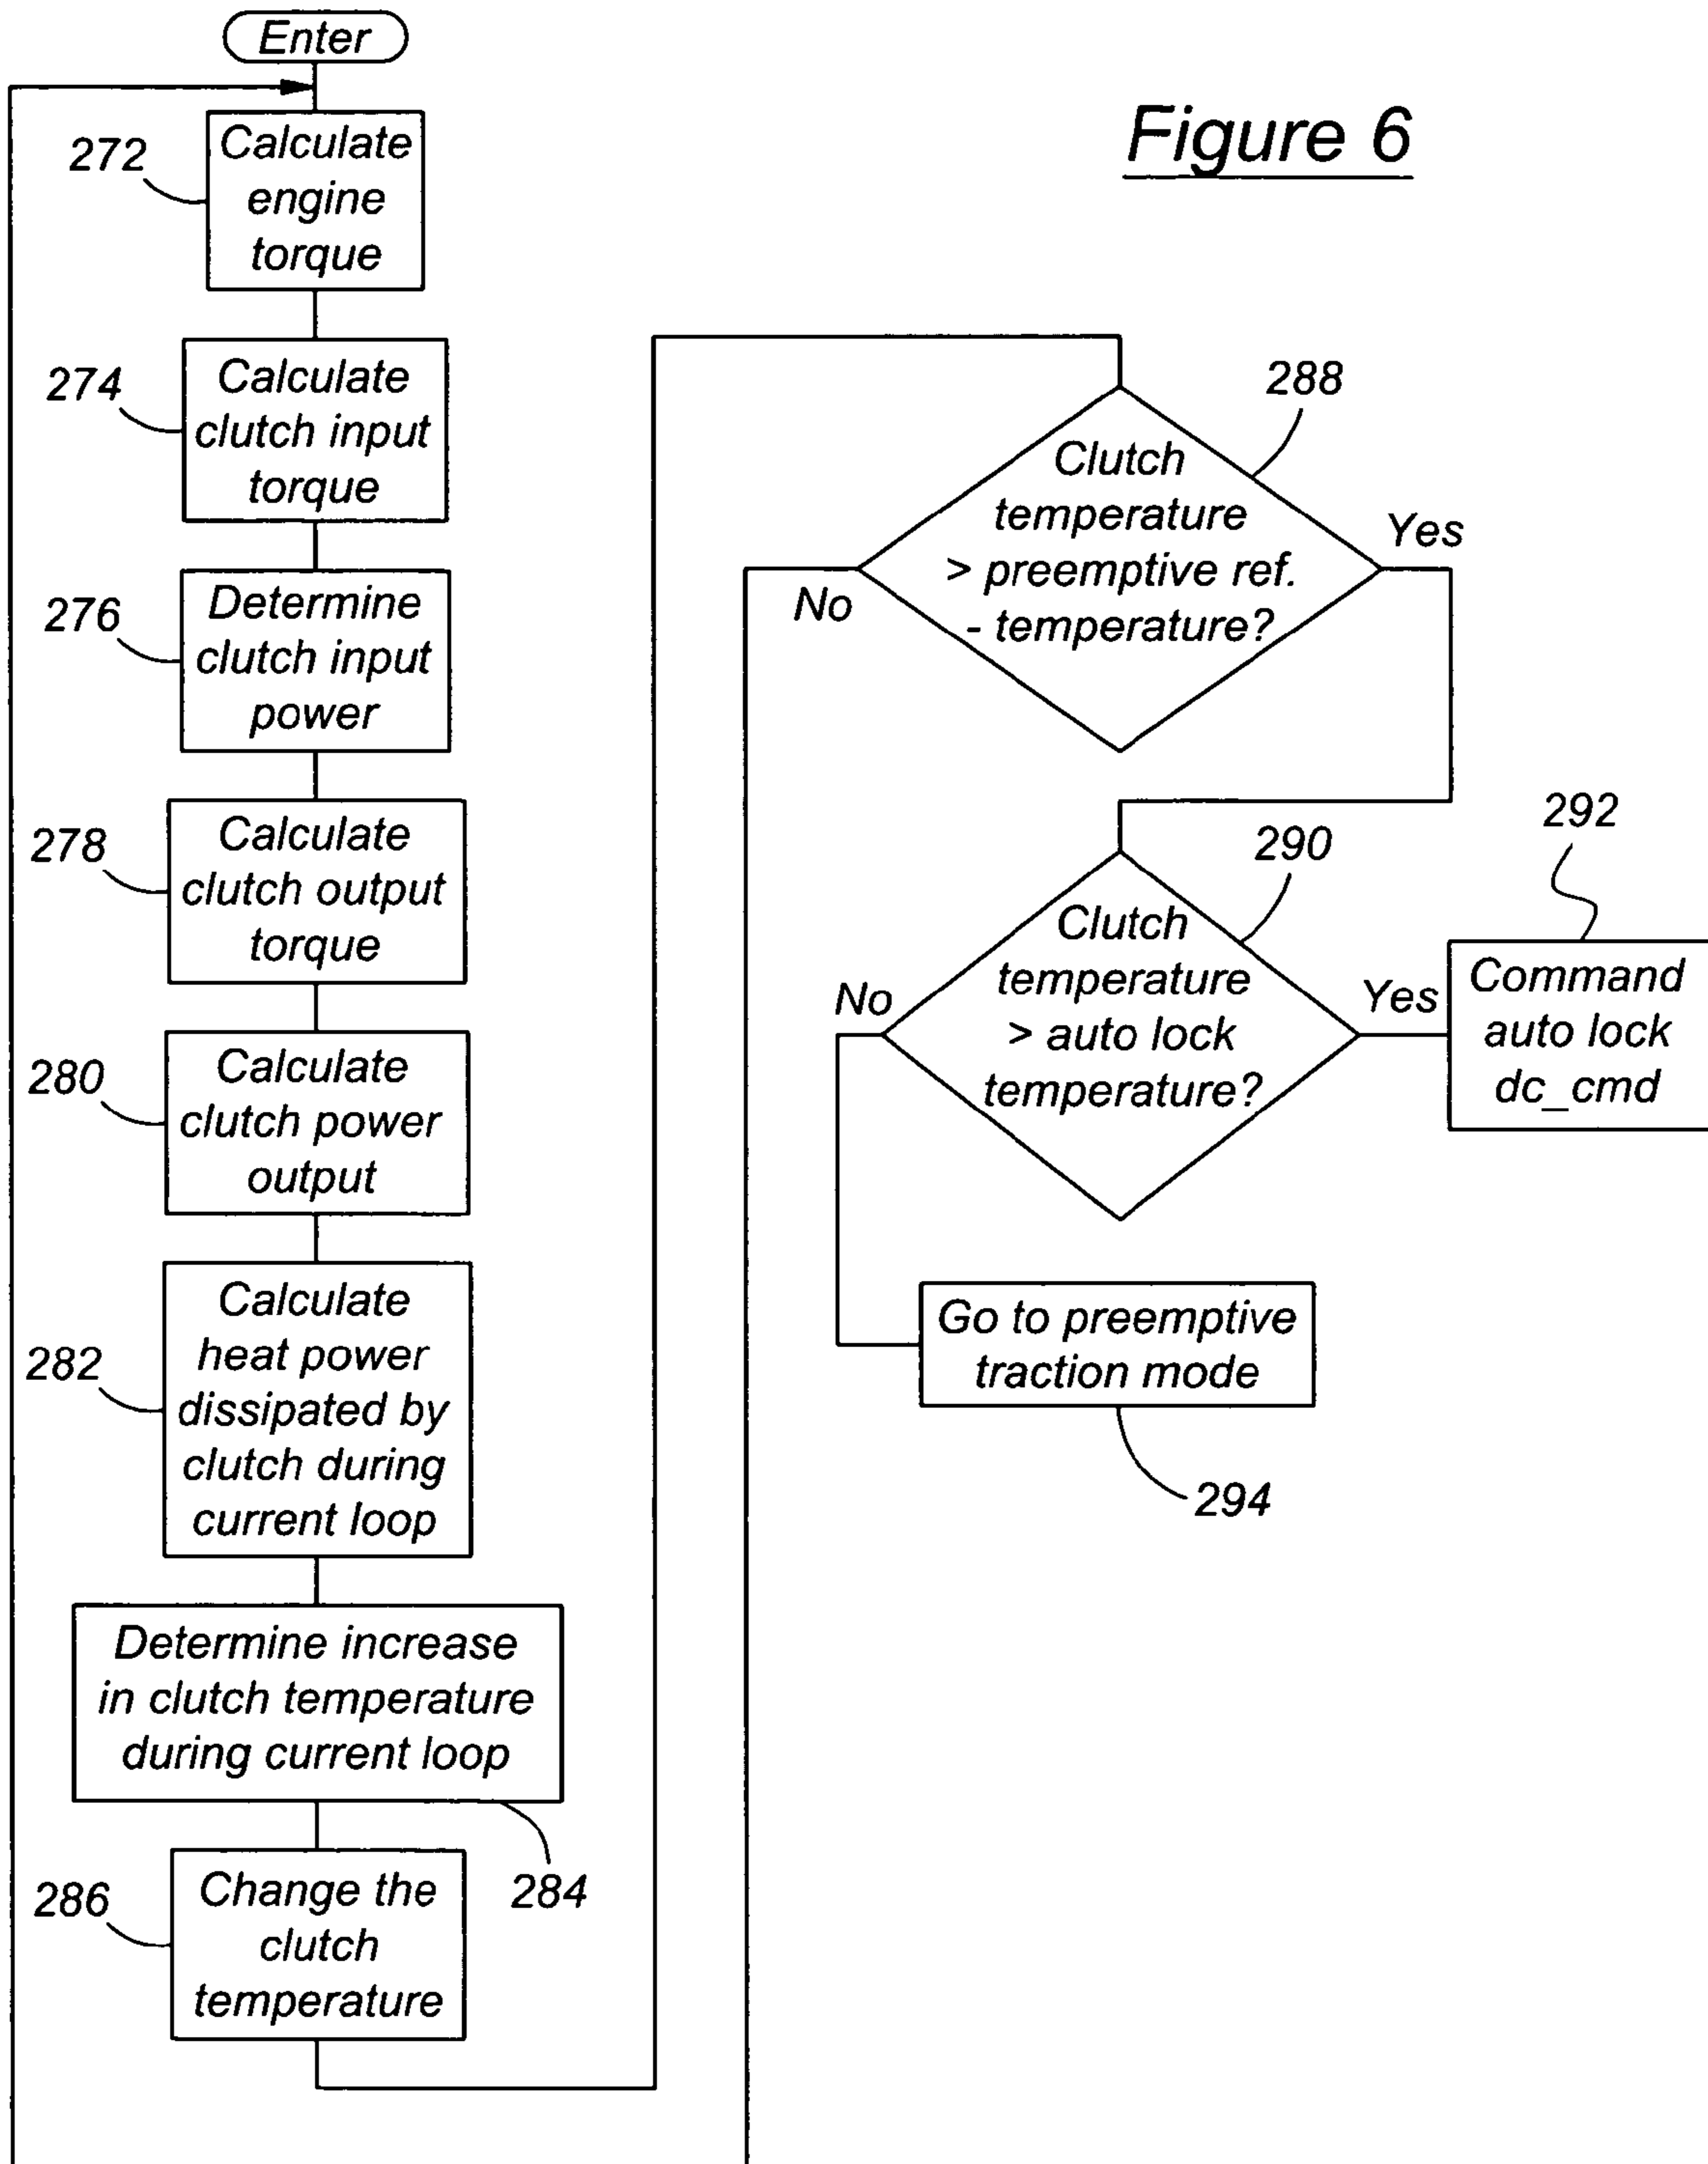 Enter
Figure 6
272
Calculate
engine
torque
274
Calculate
clutch input
torque
276
Determine
clutch input
power
278
Calculate
clutch output
torque
280
Calculate
clutch power
output
282
Calculate
heat power
dissipated by
clutch during
current loop
Determine increase
in clutch temperature
during current loop
284
286
Change the
clutch
temperature
288
Clutch
temperature
> preemptive ref.
- temperature?
Yes
No
290
Clutch
temperature
> auto lock
temperature?
No
Yes
292
Command
auto lock
dc_cmd
Go to preemptive
traction mode
294